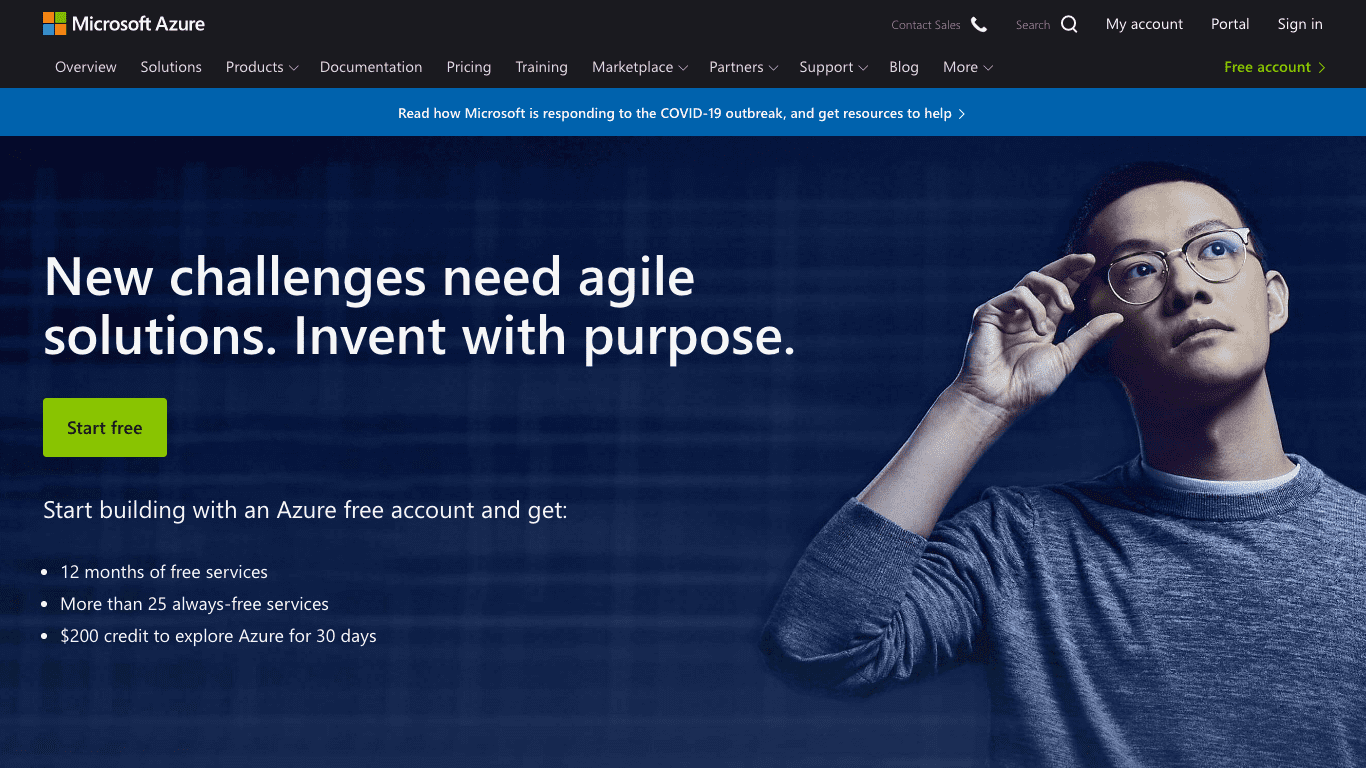 Microsoft Azure
Contact Sales
Search
My account
Portal
Sign in
Overview
Solutions
Products
Documentation
Pricing
Training
Marketplace
Partners
Support
Blog
More
Free account
Read how Microsoft is responding to the COVID-19 outbreak, and get resources to help
New challenges need agile
solutions. Invent with purpose.
Start free
Start building with an Azure free account and get:
12 months of free services
More than 25 always-free services
$200 credit to explore Azure for 30 days